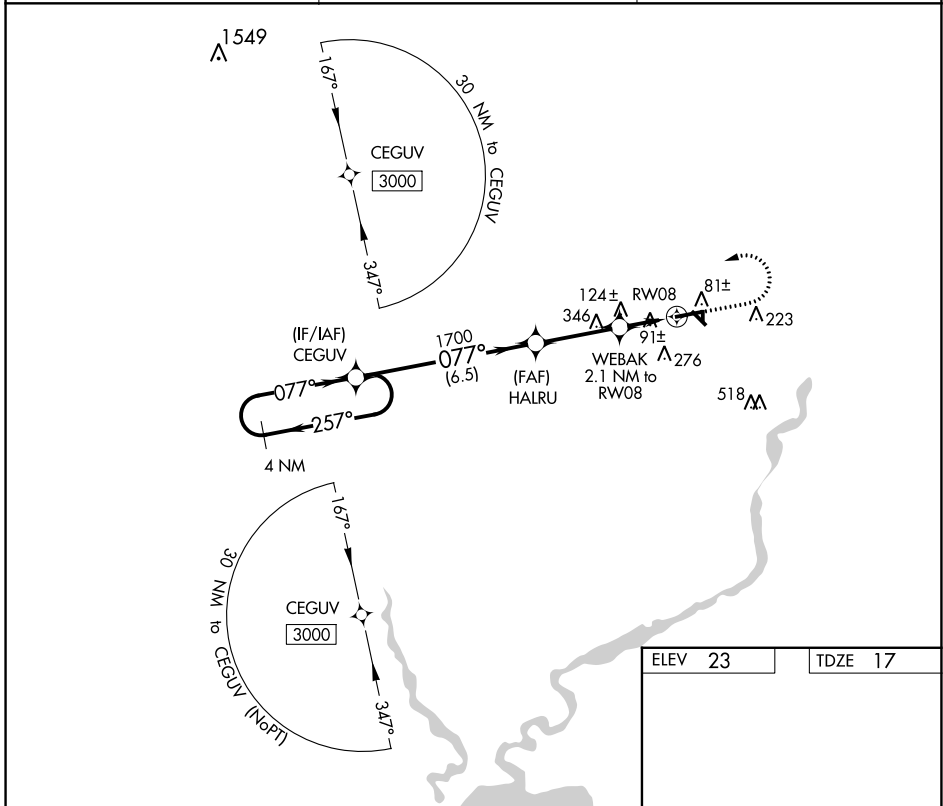 1549
167°
30 NM to CEGUV
CEGUV
3000
347°
124±
RW08
81±
346
91±
223
(IF/IAF)
CEGUV
1700
077°
(6.5)
WEBAK
2.1 NM to
RW08
276
(FAF)
HALRU
077°
257°
518
4 NM
167°
30 NM to CEGUV (NoPT)
CEGUV
3000
347°
ELEV 23
TDZE 17